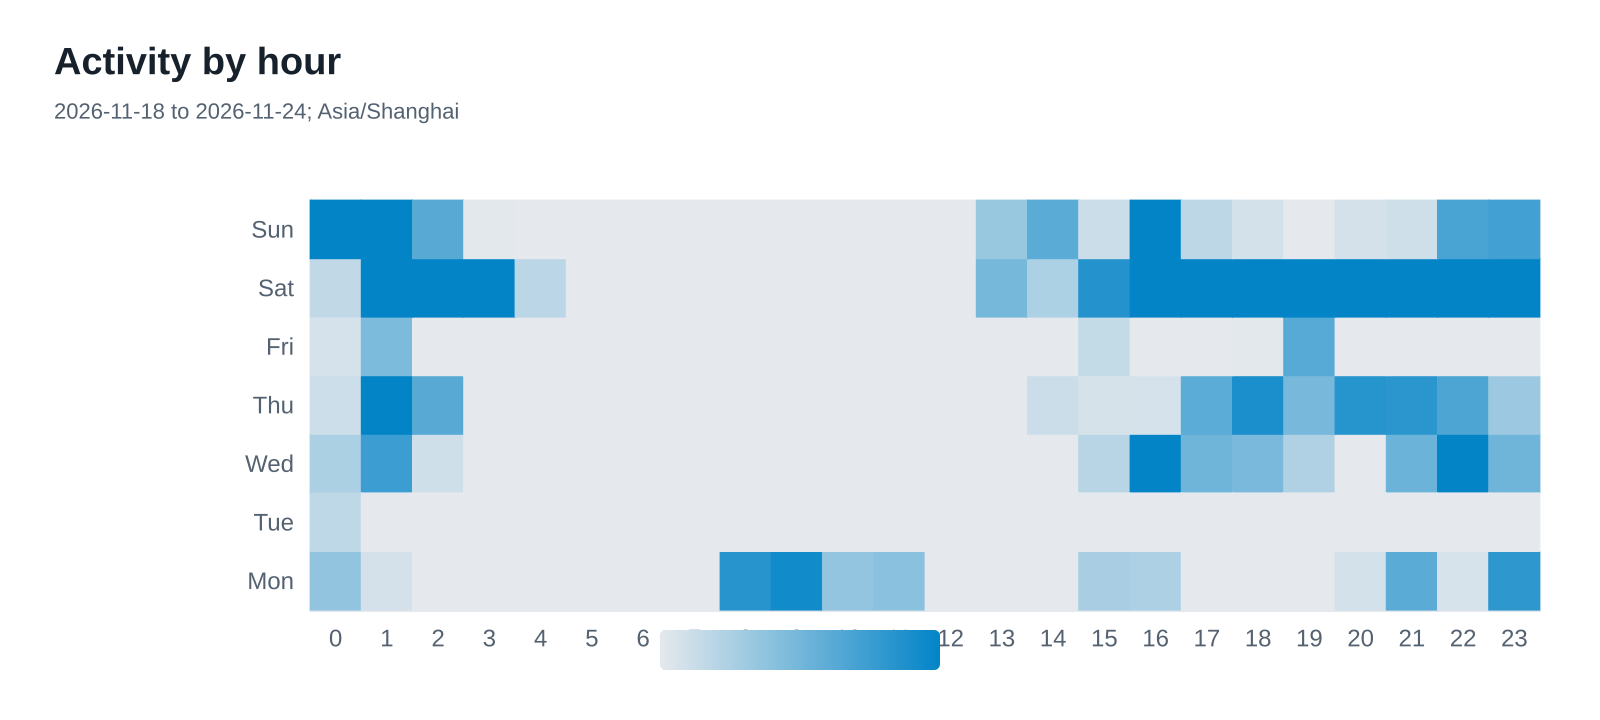 Activity by hour
2026-11-18 to 2026-11-24; Asia/Shanghai
Sun
Sat
Fri
Thu
Wed
Tue
Mon
0 1 2 3 4 5 6 12 13 14 15 16 17 18 19 20 21 22 23